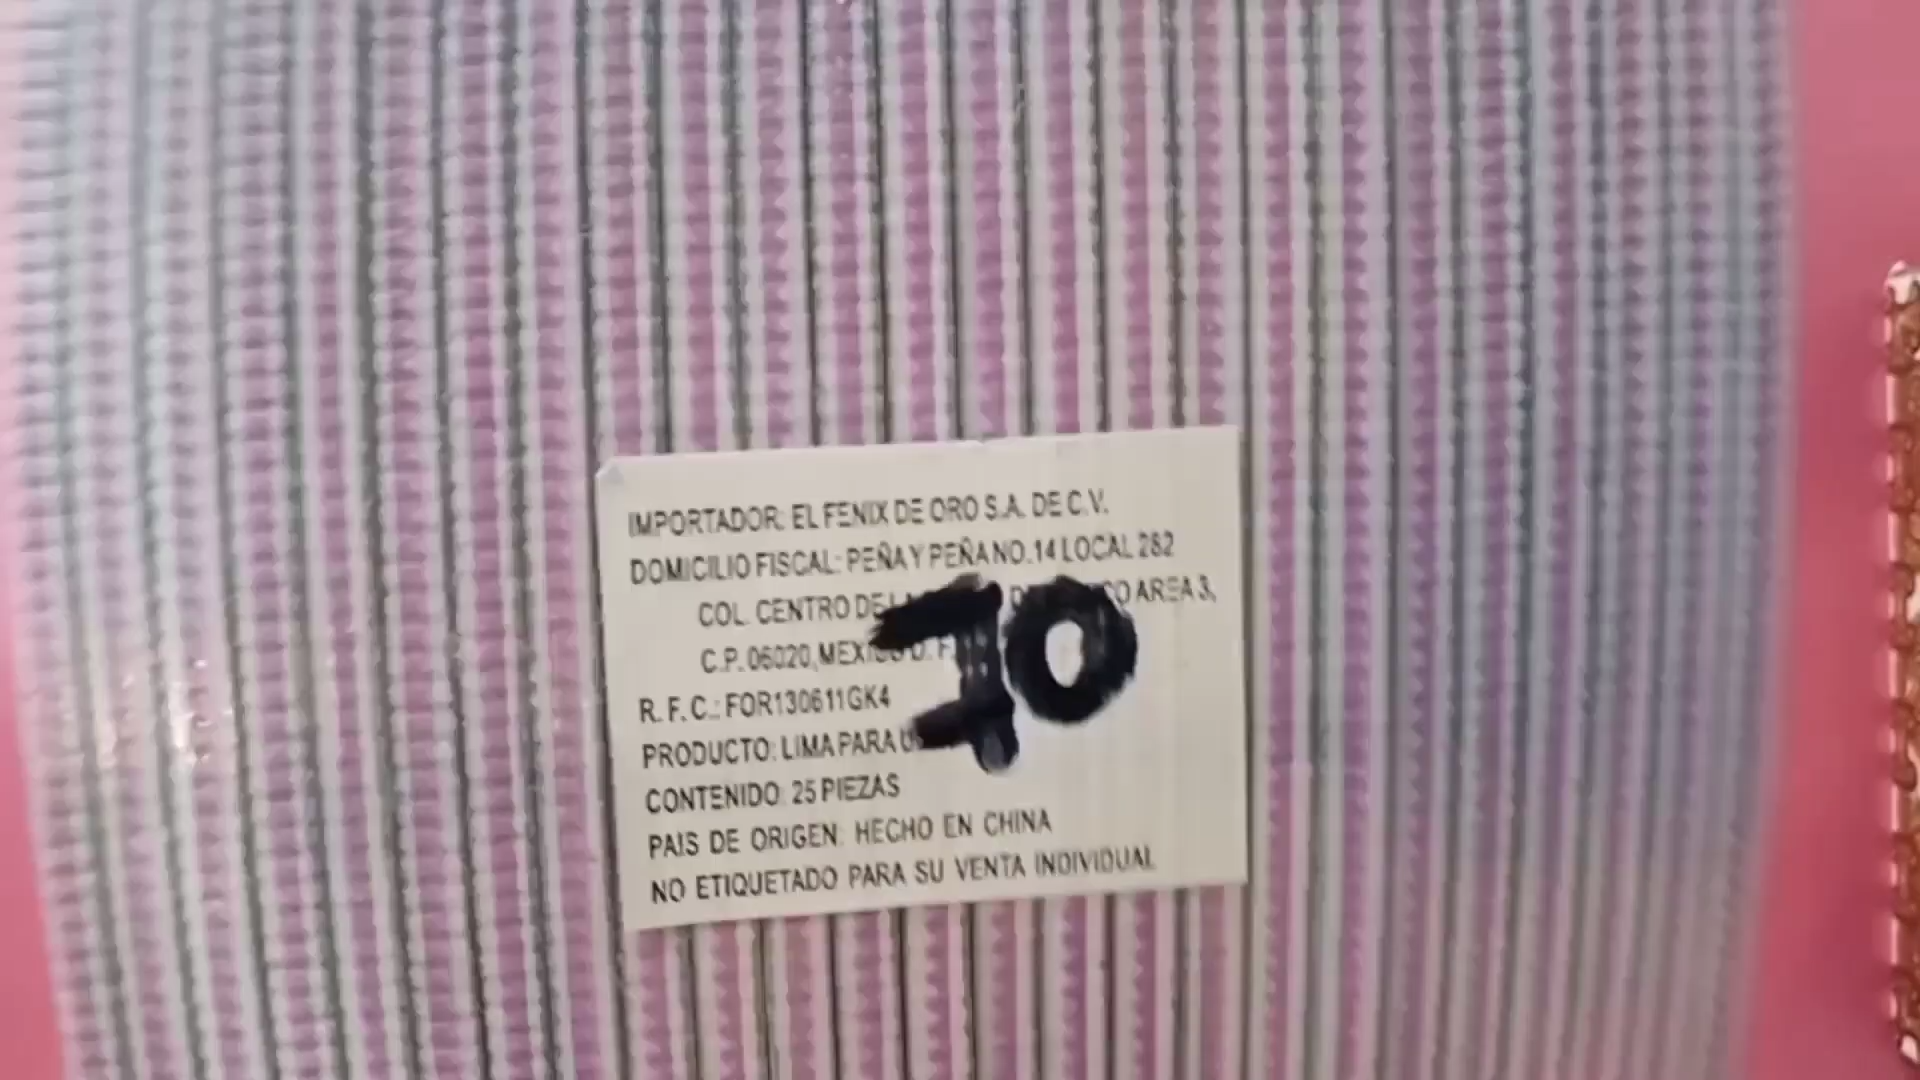 IMPORTADOR: EL FENIX DE ORO S.A. DE C.V.
DOMICILIO FISCAL: PEÑA Y PEÑA NO. 14 LOCAL 282
COL. CENTRO DE AREA 3,
C.P. 06020, MEXICO D. F.
R. F. C.: FOR130611GK4
PRODUCTO: LIMA PARA
CONTENIDO: 25 PIEZAS
PAIS DE ORIGEN: HECHO EN CHINA
NO ETIQUETADO PARA SU VENTA INDIVIDUAL
70